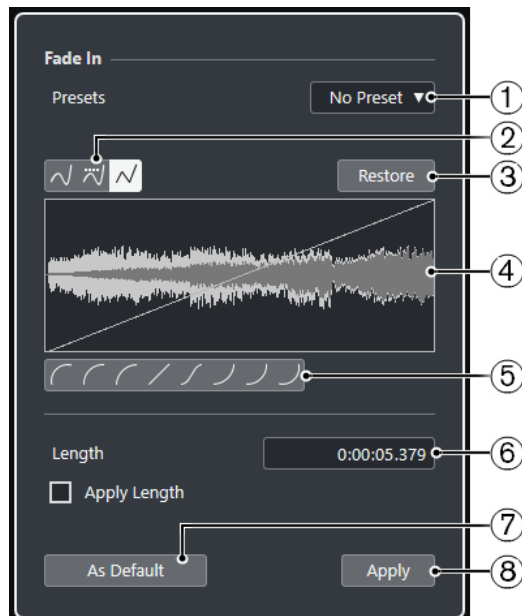 Fade In
Presets
No Preset ▼
1
2
Restore
3
4
5
Length
0:00:05.379
6
Apply Length
7
As Default
Apply
8